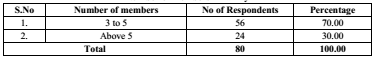 S.No Number of members No of Respondents Percentage
1. 3 to 5 56 70.00
2. Above 5 24 30.00
Total 80 100.00